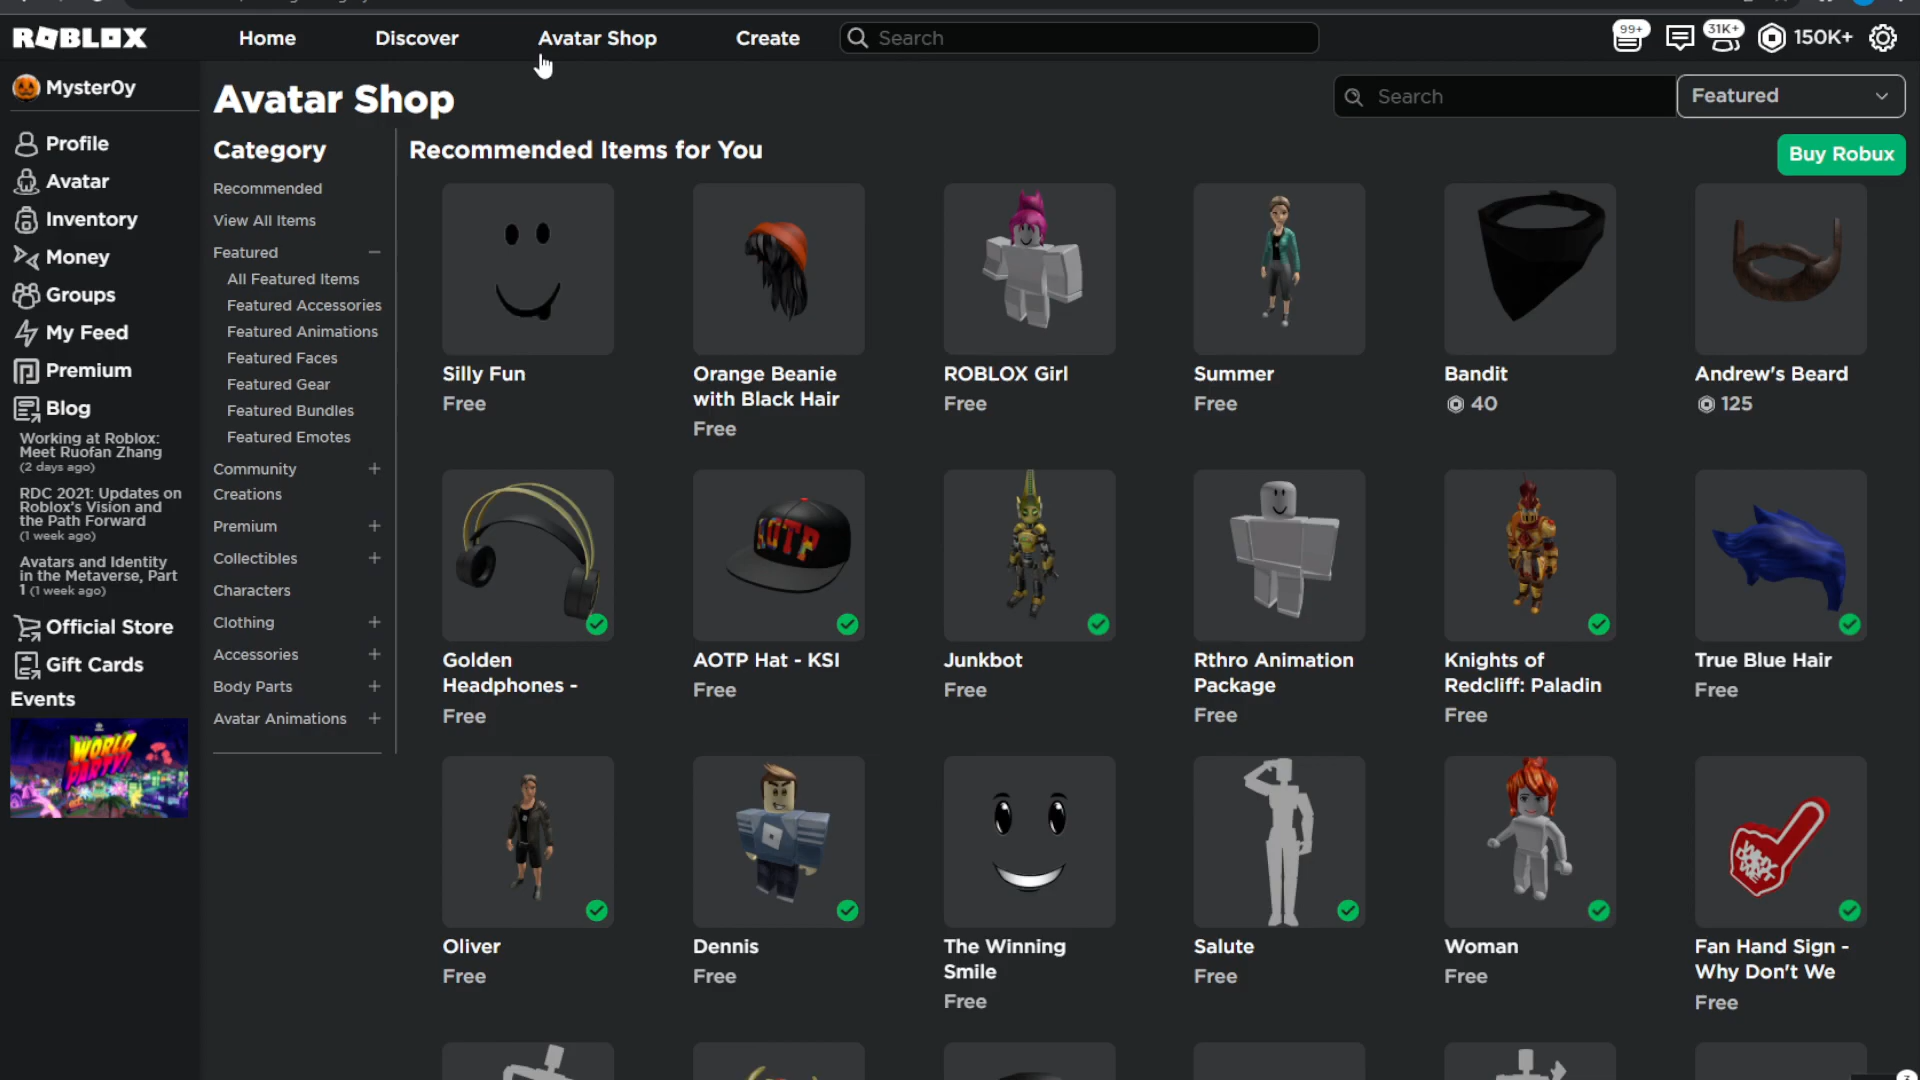 ROBLOX
Home
Discover
Avatar Shop
Create
Search
99+
31K+
150K+
Myster0y
Profile
Avatar
Inventory
Money
Groups
My Feed
Premium
Blog
Working at Roblox:
Meet Ruofan Zhang
(2 days ago)
RDC 2021: Updates on
Roblox's Vision and
the Path Forward
(1 week ago)
Avatars and Identity
in the Metaverse, Part
1 (1 week ago)
Official Store
Gift Cards
Events
WORLD
PARTY!
Avatar Shop
Search
Featured
Category
Recommended
View All Items
Featured
All Featured Items
Featured Accessories
Featured Animations
Featured Faces
Featured Gear
Featured Bundles
Featured Emotes
Community
Creations
Premium
Collectibles
Characters
Clothing
Accessories
Body Parts
Avatar Animations
Recommended Items for You
Buy Robux
Silly Fun
Free
Orange Beanie
with Black Hair
Free
ROBLOX Girl
Free
Summer
Free
Bandit
40
Andrew's Beard
125
Golden
Headphones -
Free
AOTP
AOTP Hat - KSI
Free
Junkbot
Free
Rthro Animation
Package
Free
Knights of
Redcliff: Paladin
Free
True Blue Hair
Free
Oliver
Free
Dennis
Free
The Winning
Smile
Free
Salute
Free
Woman
Free
Fan Hand Sign -
Why Don't We
Free